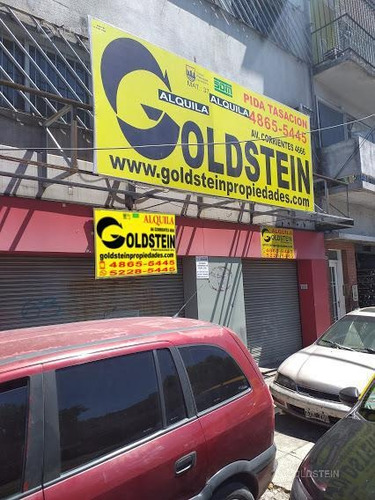 ALQUILA
ALQUILA
PIDA TASACION
4865-5445
AV. CORRIENTES 4666
GOLDSTEIN
www.goldsteinpropiedades.com
ALQUILA
GOLDSTEIN
goldsteinpropiedades.com
4865-5445
5228-5445
GOLDSTEIN
GOLDSTEIN